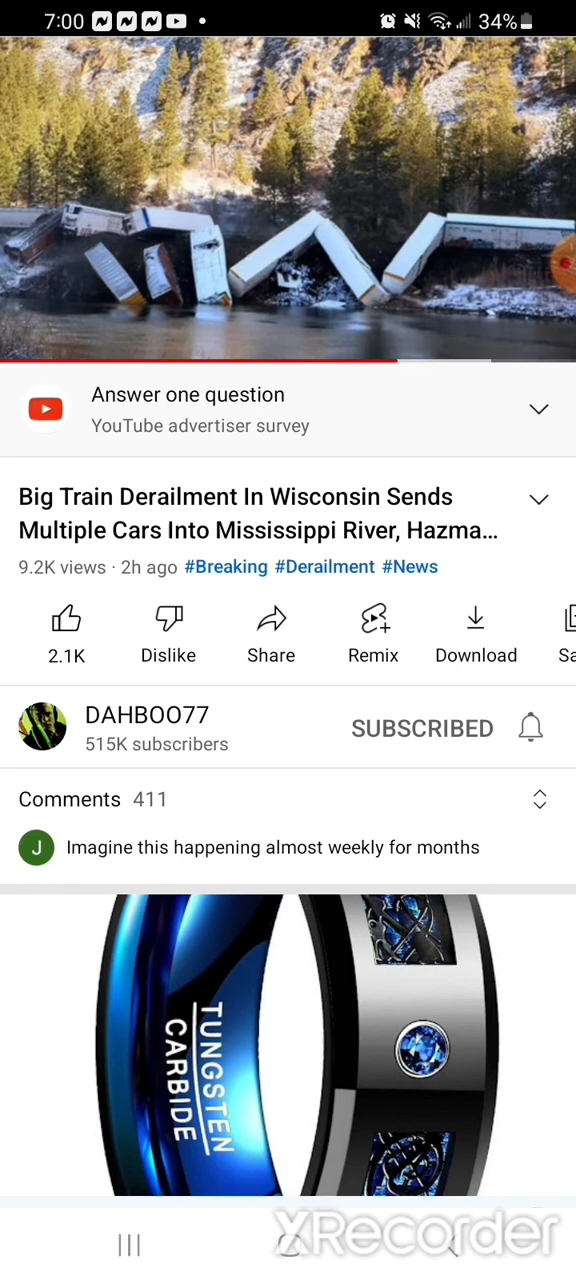 7:00
34%
Answer one question
YouTube advertiser survey
Big Train Derailment In Wisconsin Sends
Multiple Cars Into Mississippi River, Hazma...
9.2K views · 2h ago #Breaking #Derailment #News
2.1K
Dislike
Share
Remix
Download
Sa
DAHBOO77
515K subscribers
SUBSCRIBED
Comments 411
J
Imagine this happening almost weekly for months
TUNGSTEN
CARBIDE
XRecorder